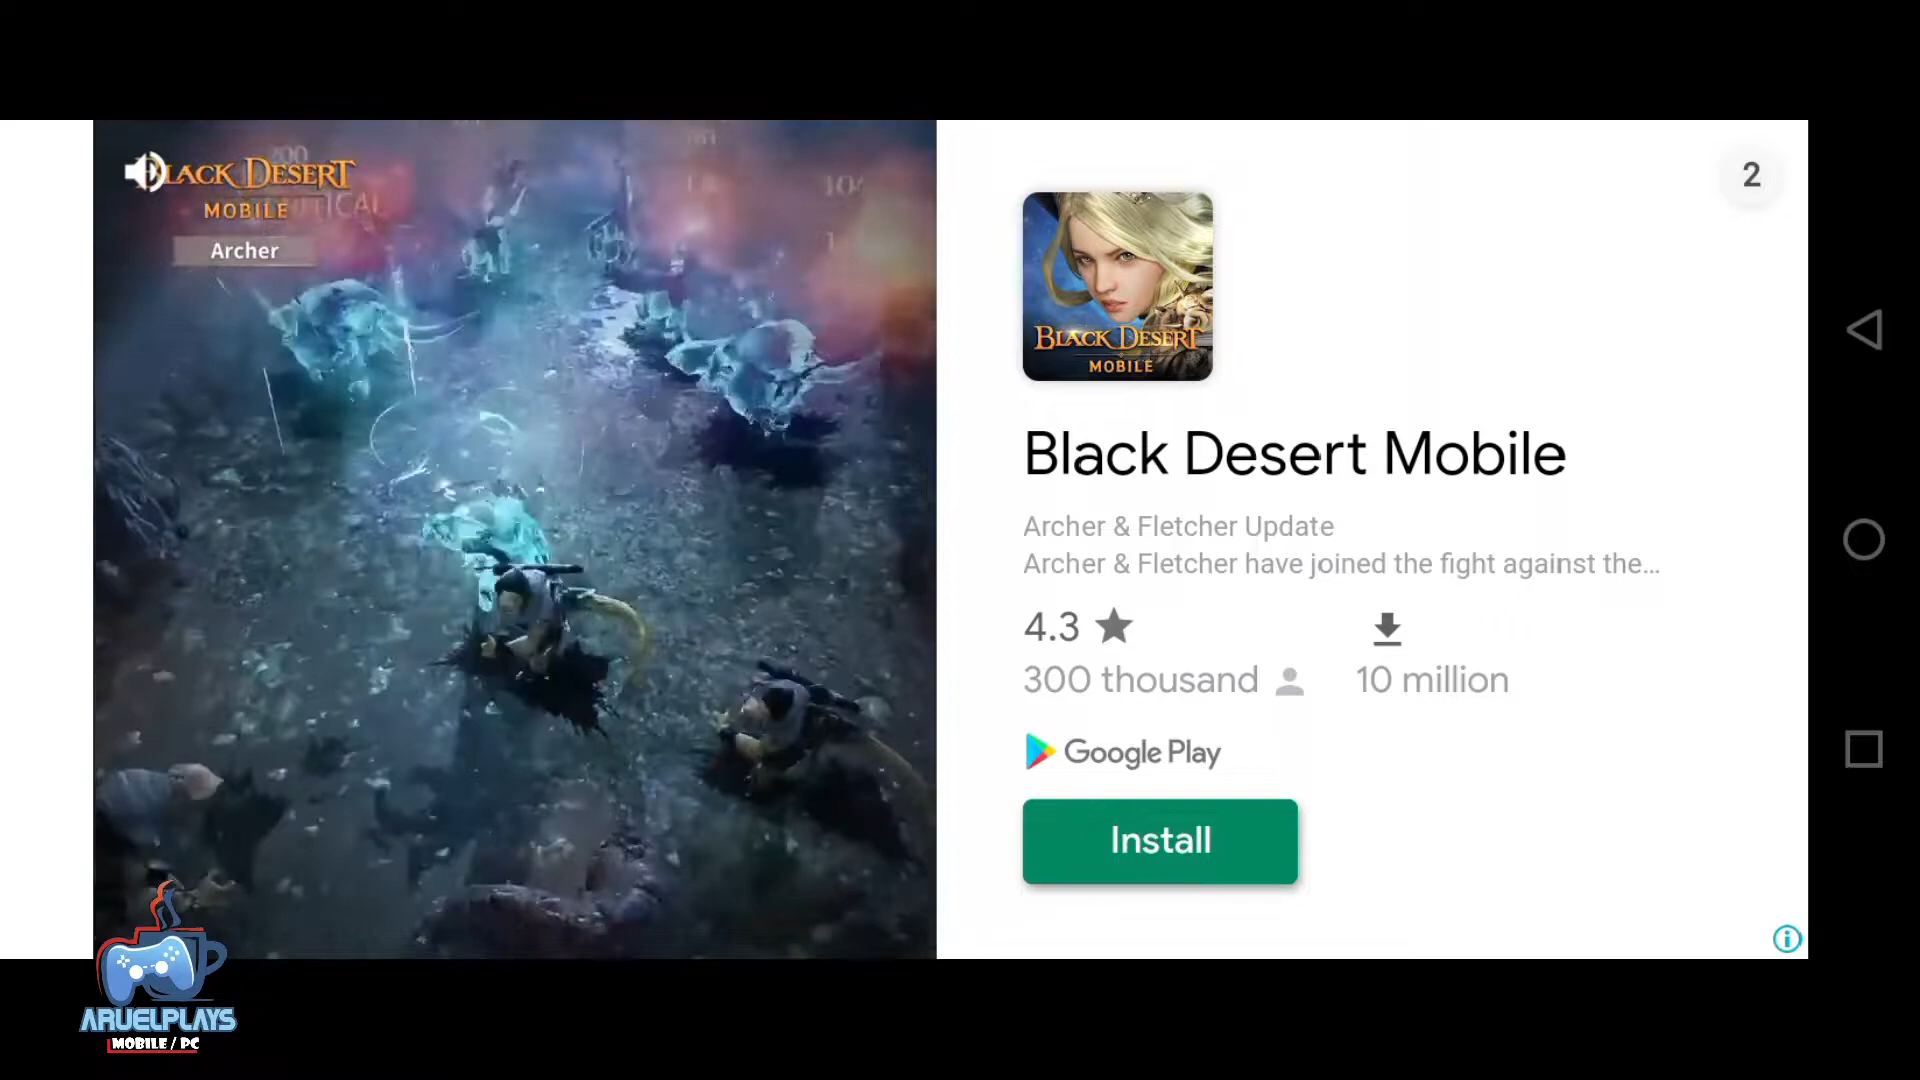 BLACK DESERT
MOBILE
Archer
2
BLACK DESERT
MOBILE
Black Desert Mobile
Archer & Fletcher Update
Archer & Fletcher have joined the fight against the...
4.3
300 thousand
10 million
Google Play
Install
ARUELPLAYS
MOBILE / PC